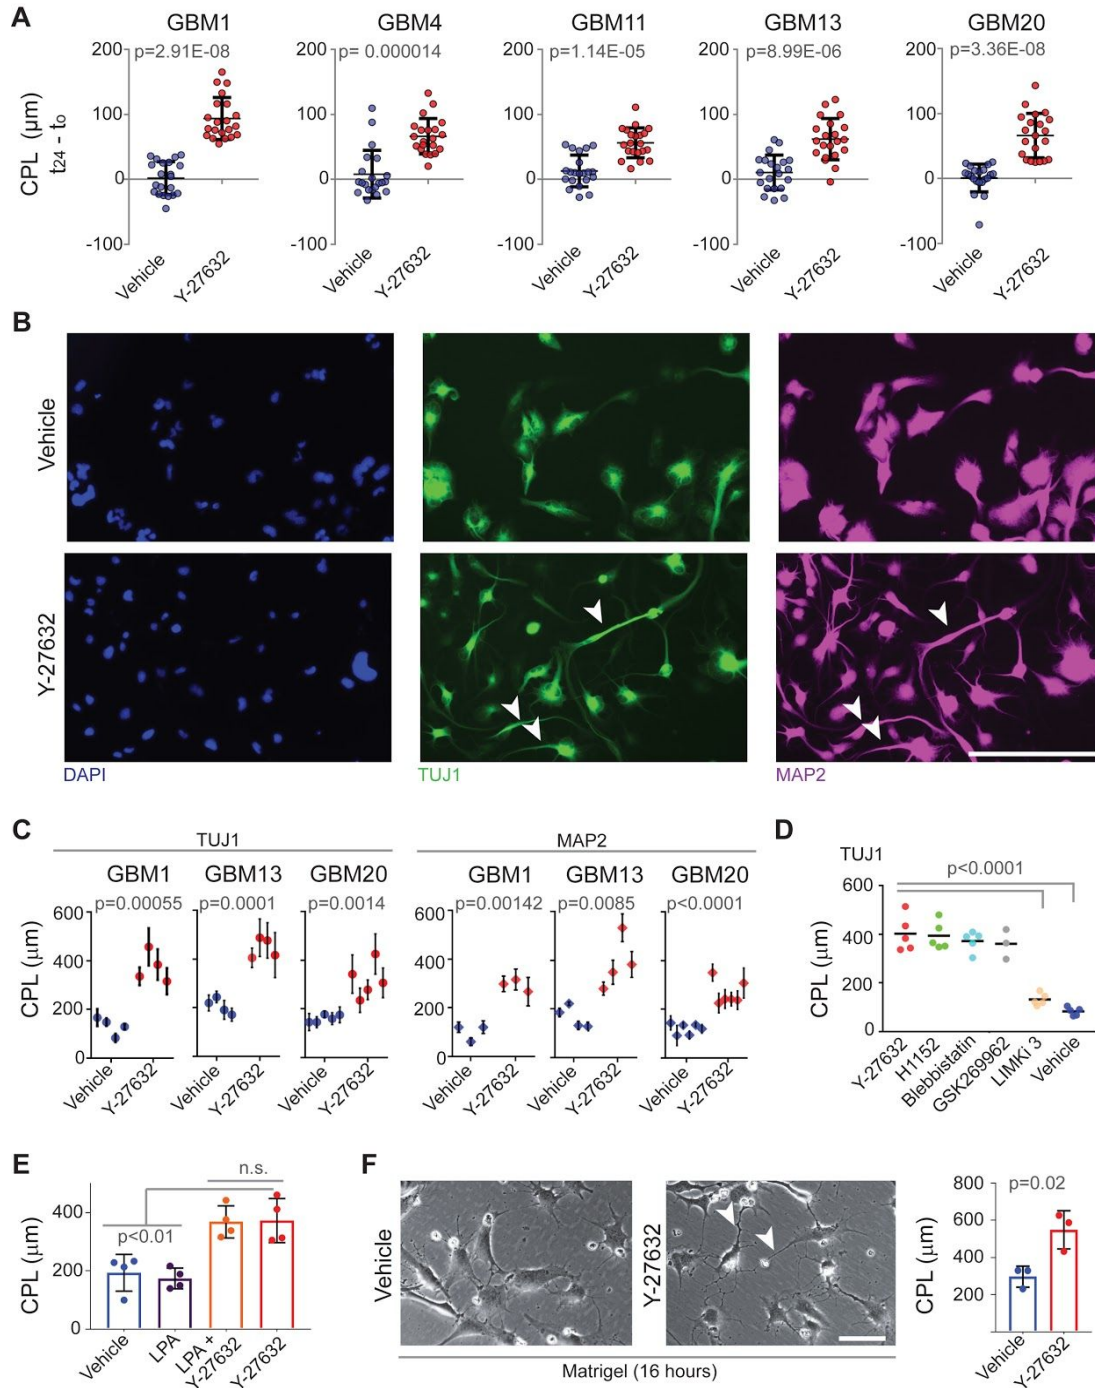 A
GBM1 GBM4 GBM11 GBM13 GBM20
p=2.91E-08 p= 0.000014 p=1.14E-05 p=8.99E-06 p=3.36E-08
CPL (µm)
t24 - to
200 200 200 200 200
100 100 100 100 100
0 0 0 0 0
-100 -100 -100 -100 -100
Vehicle Y-27632 Vehicle Y-27632 Vehicle Y-27632 Vehicle Y-27632 Vehicle Y-27632
B
Vehicle
Y-27632
DAPI TUJ1 MAP2
C
TUJ1 MAP2
GBM1 GBM13 GBM20 GBM1 GBM13 GBM20
p=0.00055 p=0.0001 p=0.0014 p=0.00142 p=0.0085 p<0.0001
CPL (µm)
600 600
400 400
200 200
0 0
Vehicle Y-27632 Vehicle Y-27632 Vehicle Y-27632 Vehicle Y-27632 Vehicle Y-27632 Vehicle Y-27632
D
TUJ1
p<0.0001
CPL (µm)
600
400
200
0
Y-27632 H1152 Blebbistatin GSK269962 LIMKi 3 Vehicle
E
n.s.
p<0.01
CPL (µm)
400
200
0
Vehicle LPA LPA + Y-27632 Y-27632
F
Vehicle
Y-27632
Matrigel (16 hours)
p=0.02
CPL (µm)
800
600
400
200
Vehicle Y-27632